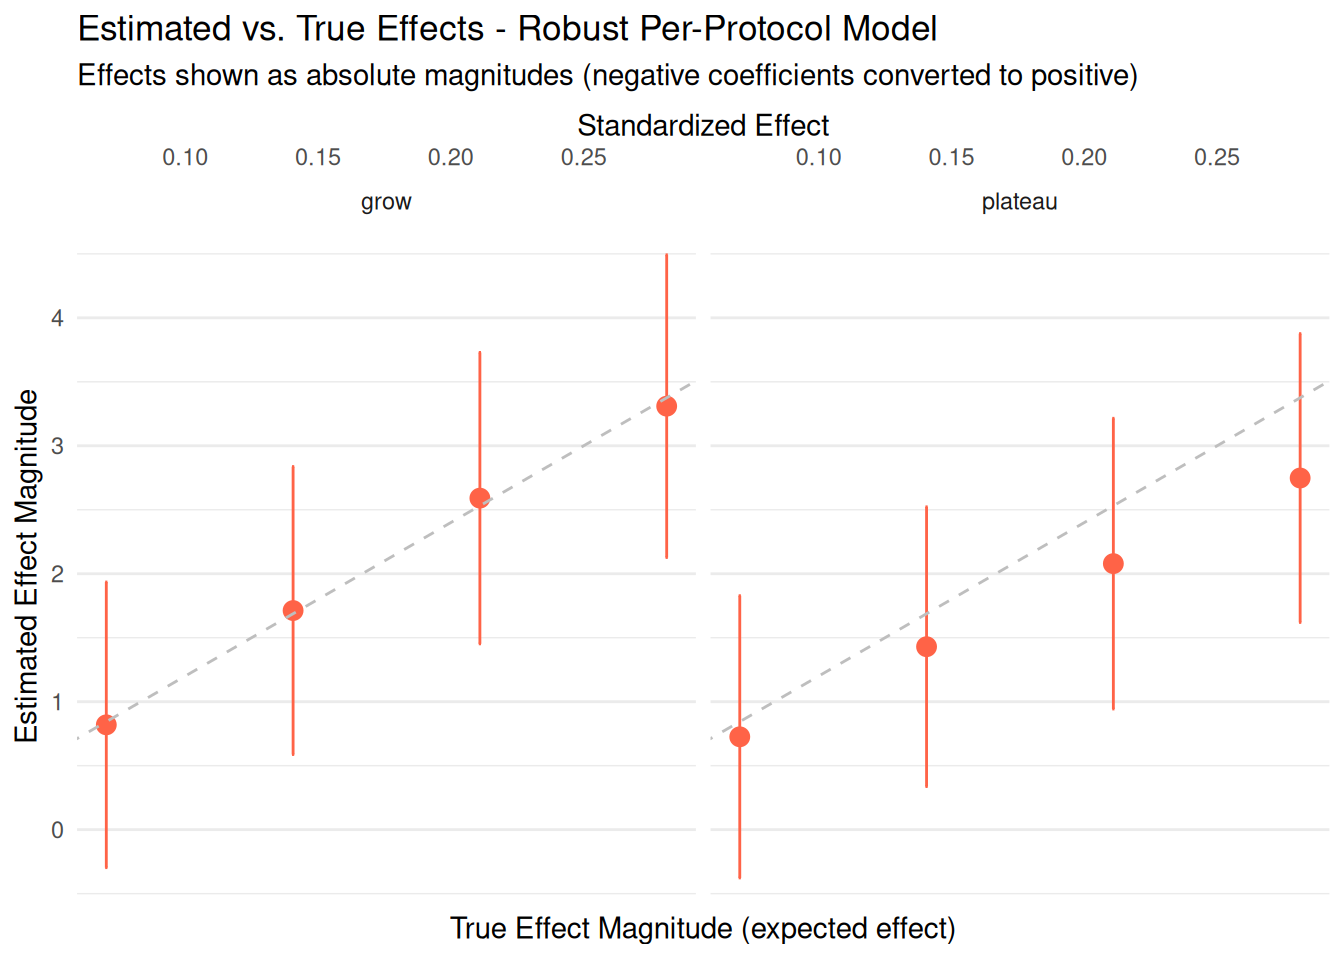 Estimated vs. True Effects - Robust Per-Protocol Model
Effects shown as absolute magnitudes (negative coefficients converted to positive)
Standardized Effect
0.10 0.15 0.20 0.25 0.10 0.15 0.20 0.25
grow plateau
4
3
2
1
0
Estimated Effect Magnitude
True Effect Magnitude (expected effect)